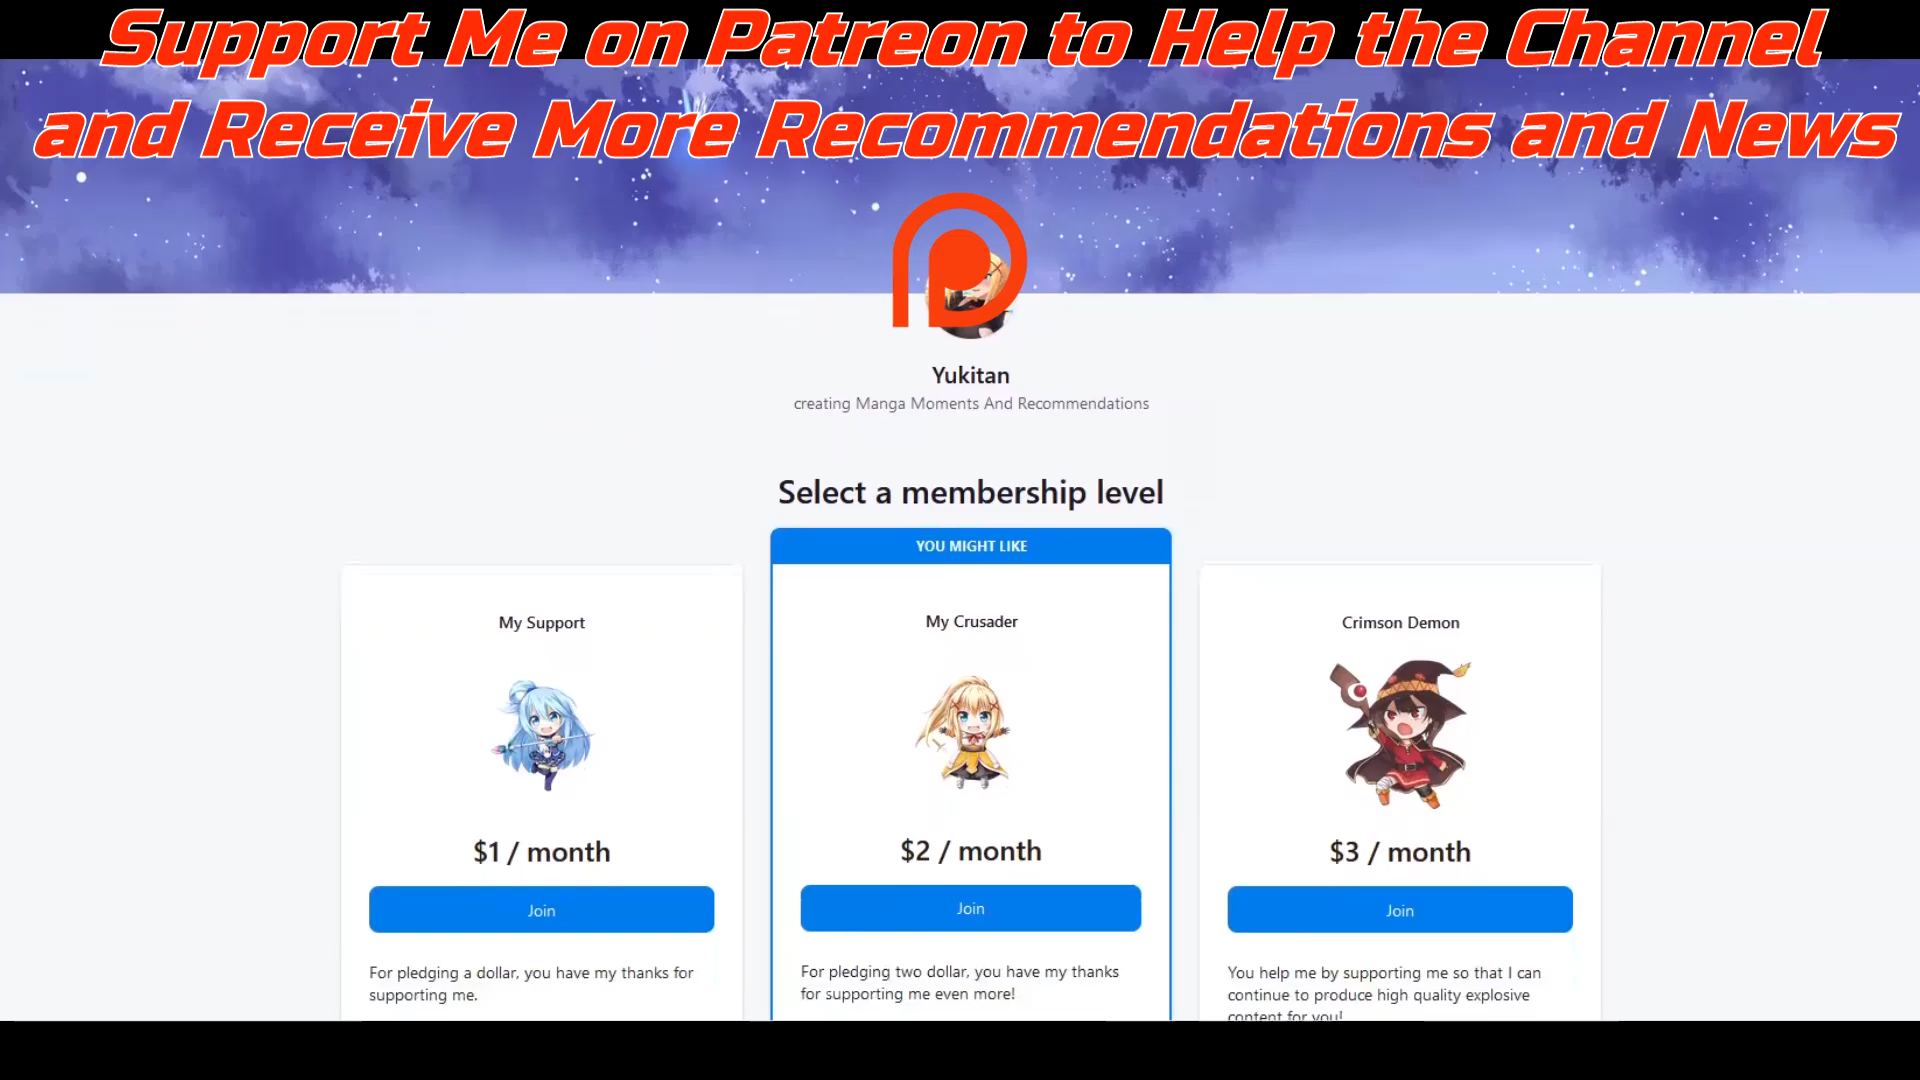 Support Me on Patreon to Help the Channel
and Receive More Recommendations and News
Yukitan
creating Manga Moments And Recommendations
Select a membership level
YOU MIGHT LIKE
My Support
$1 / month
Join
For pledging a dollar, you have my thanks for
supporting me.
My Crusader
$2 / month
Join
For pledging two dollar, you have my thanks
for supporting me even more!
Crimson Demon
$3 / month
Join
You help me by supporting me so that I can
continue to produce high quality explosive
content for you!